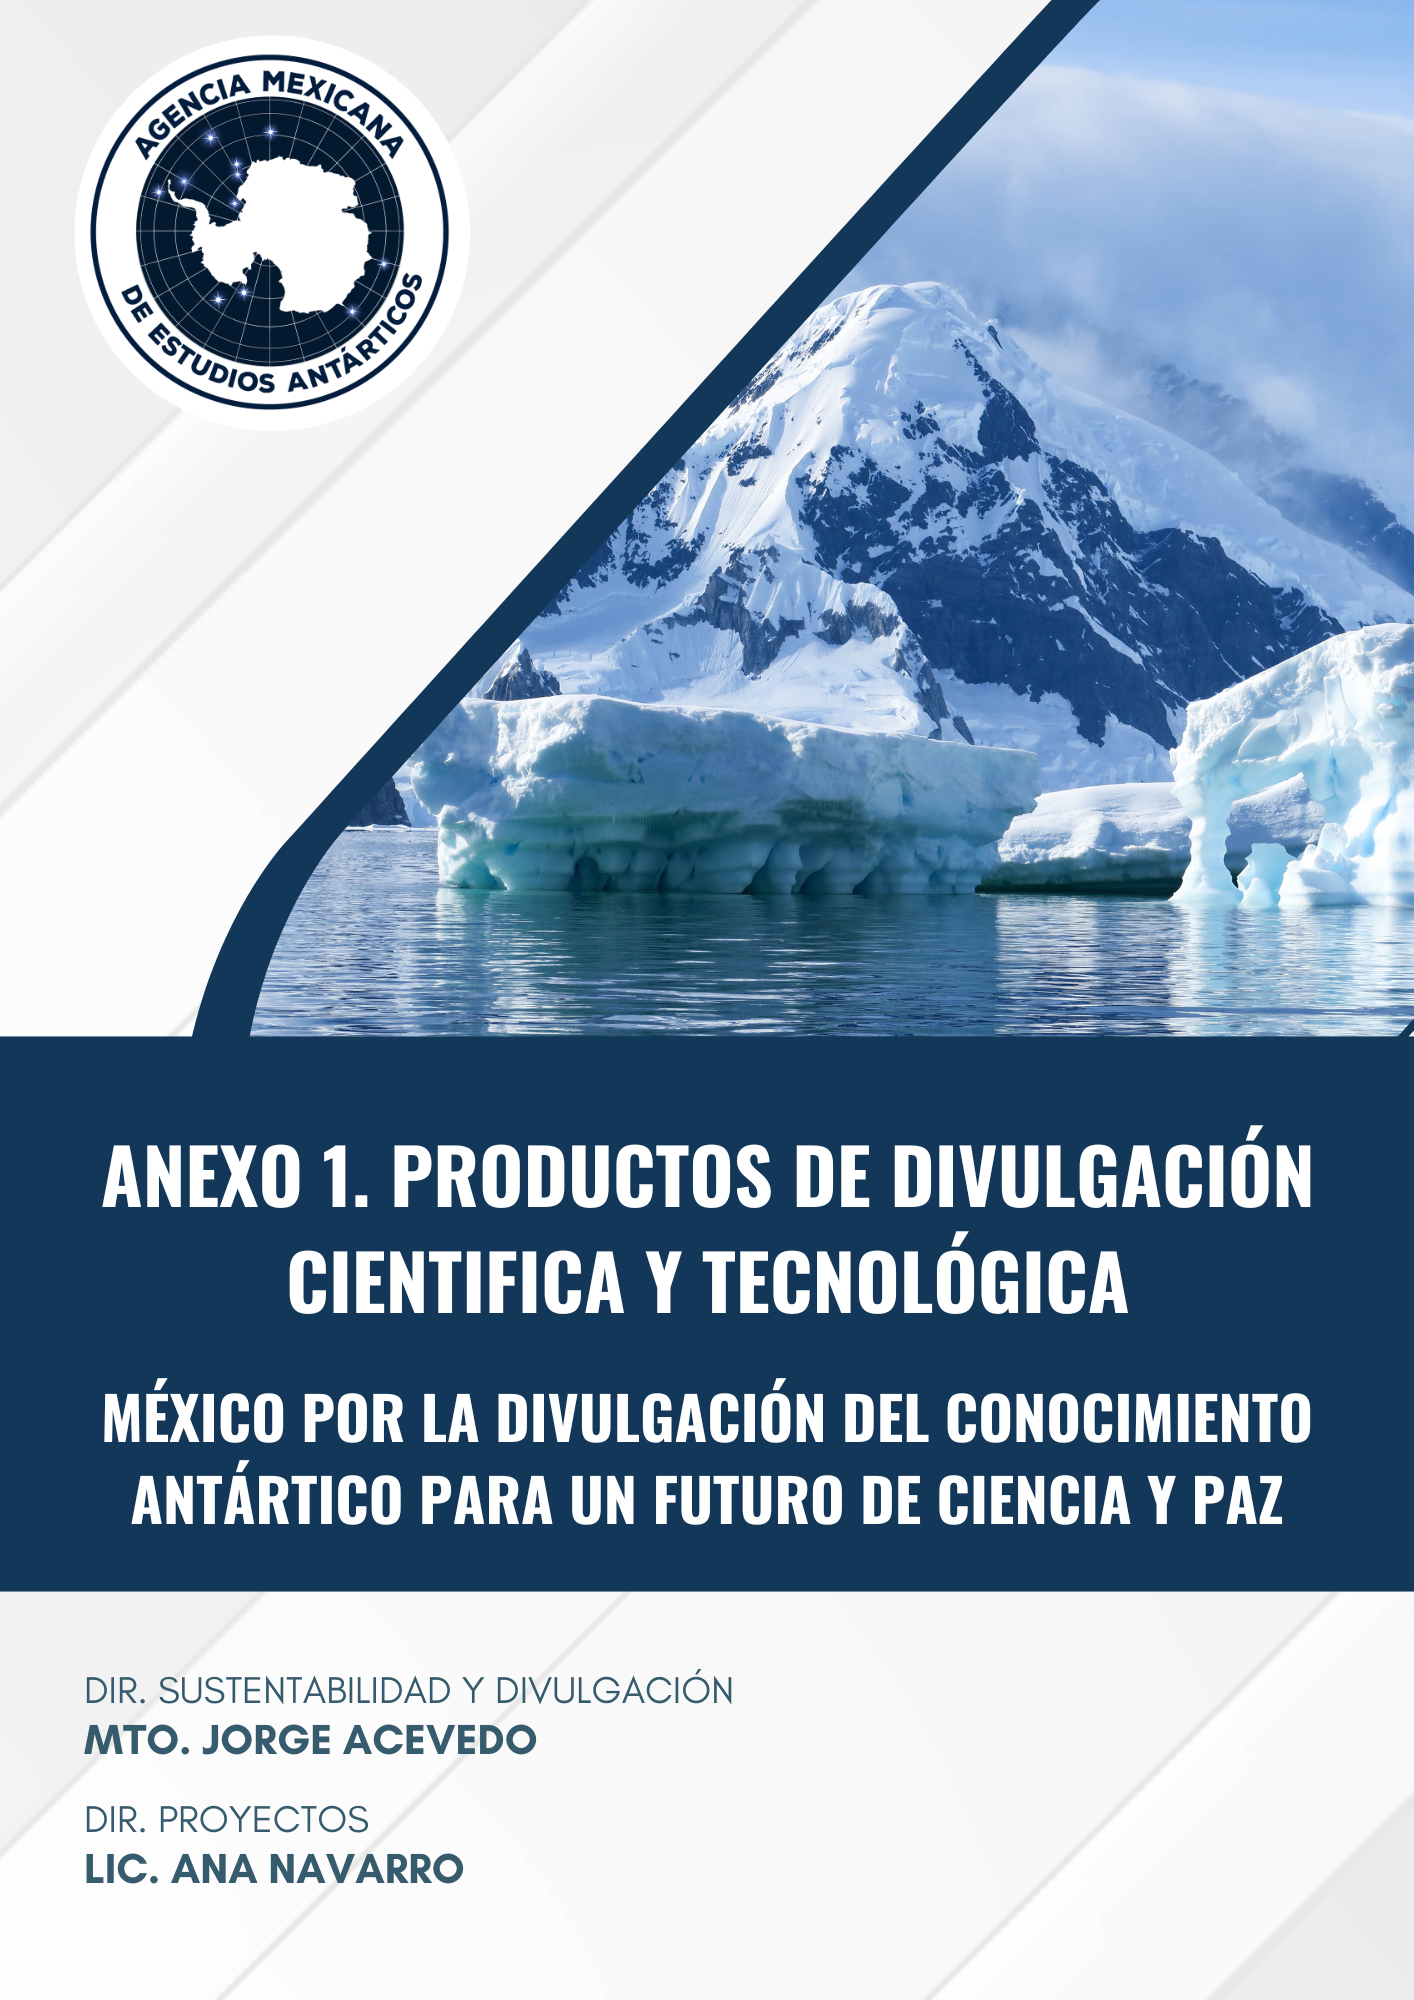 AGENCIA MEXICANA
DE ESTUDIOS ANTÁRTICOS
ANEXO 1. PRODUCTOS DE DIVULGACIÓN
CIENTIFICA Y TECNOLÓGICA
MÉXICO POR LA DIVULGACIÓN DEL CONOCIMIENTO
ANTÁRTICO PARA UN FUTURO DE CIENCIA Y PAZ
DIR. SUSTENTABILIDAD Y DIVULGACIÓN
MTO. JORGE ACEVEDO
DIR. PROYECTOS
LIC. ANA NAVARRO